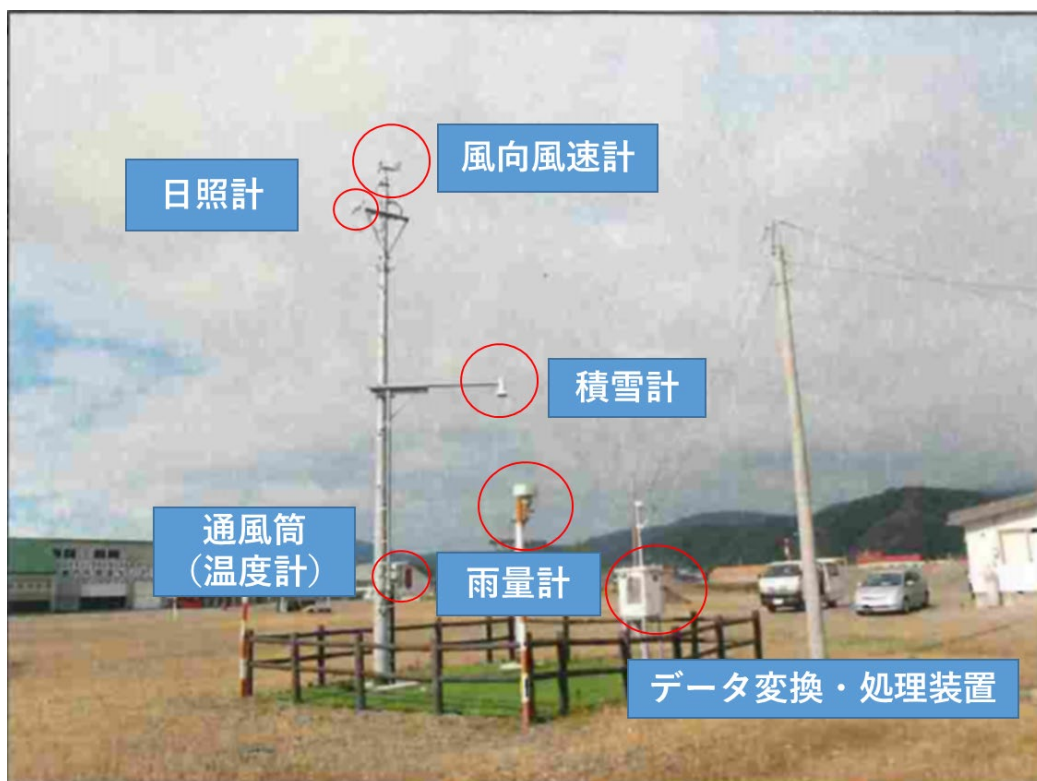 風向風速計
日照計
積雪計
通風筒
（温度計）
雨量計
データ変換・処理装置